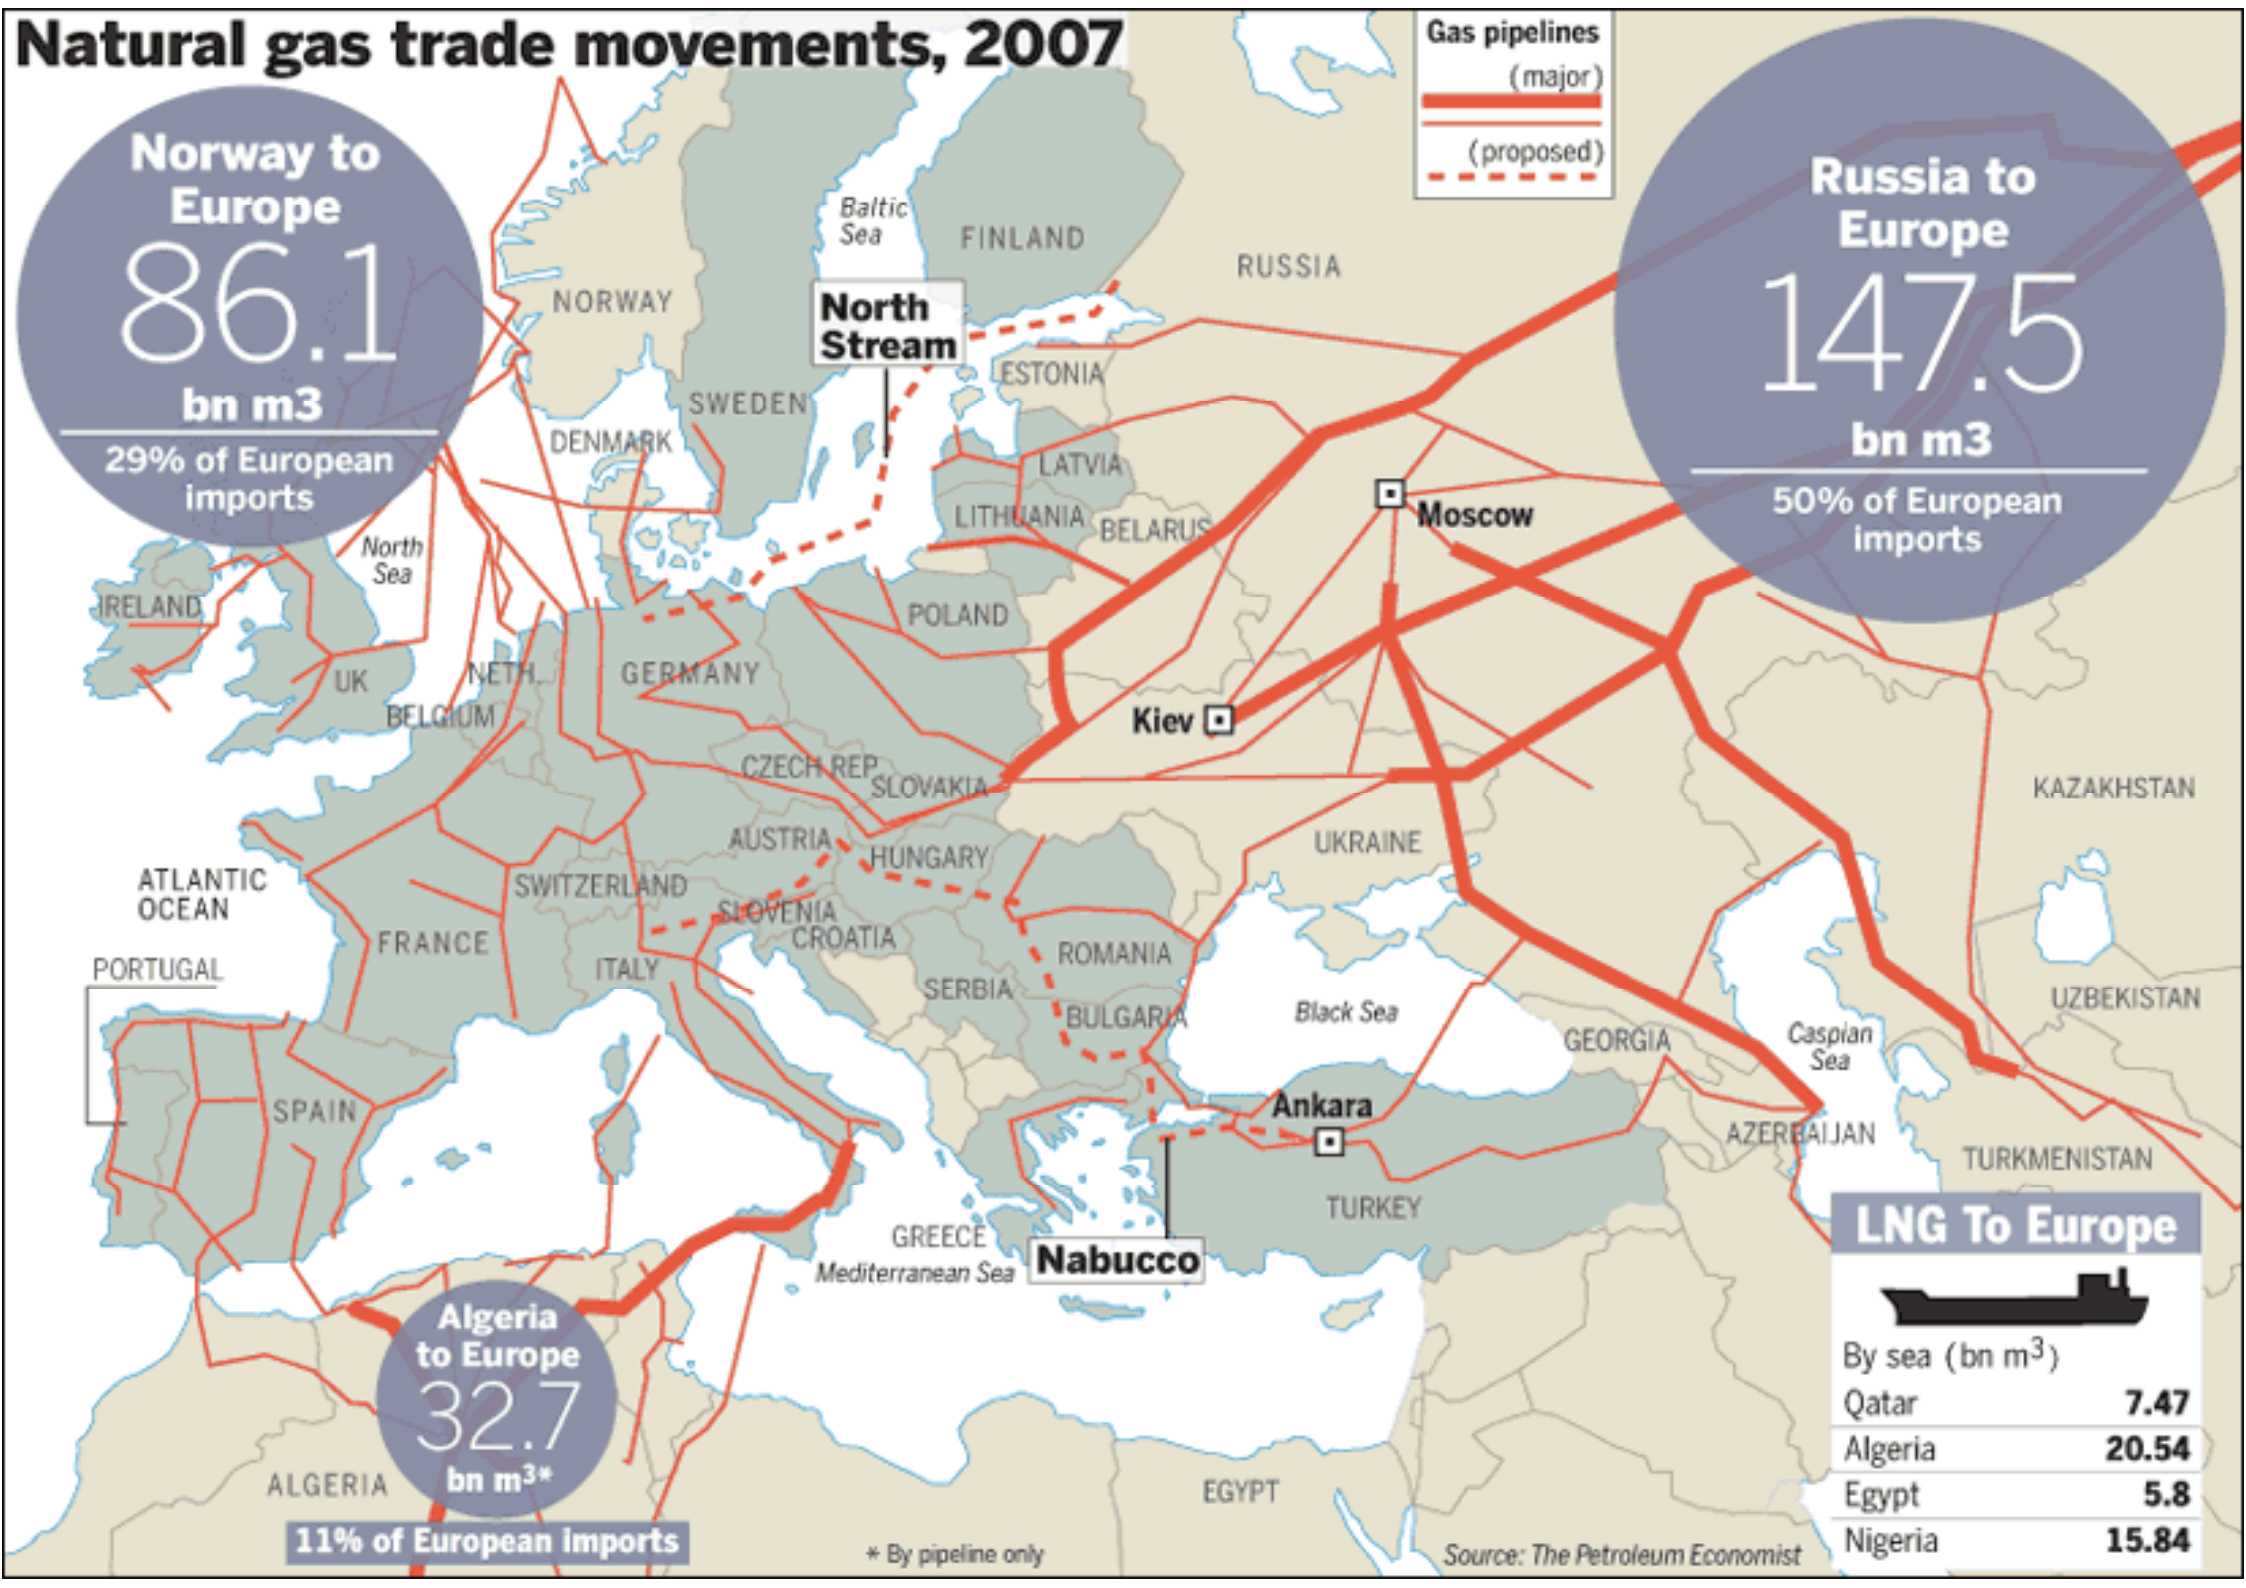 Natural gas trade movements, 2007
Gas pipelines
(major)
(proposed)
Norway to
Europe
86.1
bn m3
29% of European
imports
Russia to
Europe
147.5
bn m3
50% of European
imports
Baltic
Sea
FINLAND
RUSSIA
NORWAY
North
Stream
ESTONIA
SWEDEN
DENMARK
LATVIA
LITHUANIA
BELARUS
Moscow
North
Sea
IRELAND
POLAND
UK
NETH.
GERMANY
BELGIUM
Kiev
CZECH REP.
SLOVAKIA
KAZAKHSTAN
AUSTRIA
HUNGARY
UKRAINE
ATLANTIC
OCEAN
SWITZERLAND
SLOVENIA
CROATIA
FRANCE
ITALY
ROMANIA
PORTUGAL
SERBIA
BULGARIA
Black Sea
UZBEKISTAN
GEORGIA
Caspian
Sea
SPAIN
Ankara
AZERBAIJAN
TURKMENISTAN
TURKEY
GREECE
Mediterranean Sea
Nabucco
Algeria
to Europe
32.7
bn m³*
11% of European imports
ALGERIA
EGYPT
* By pipeline only
Source: The Petroleum Economist
LNG To Europe
By sea (bn m³)
Qatar 7.47
Algeria 20.54
Egypt 5.8
Nigeria 15.84